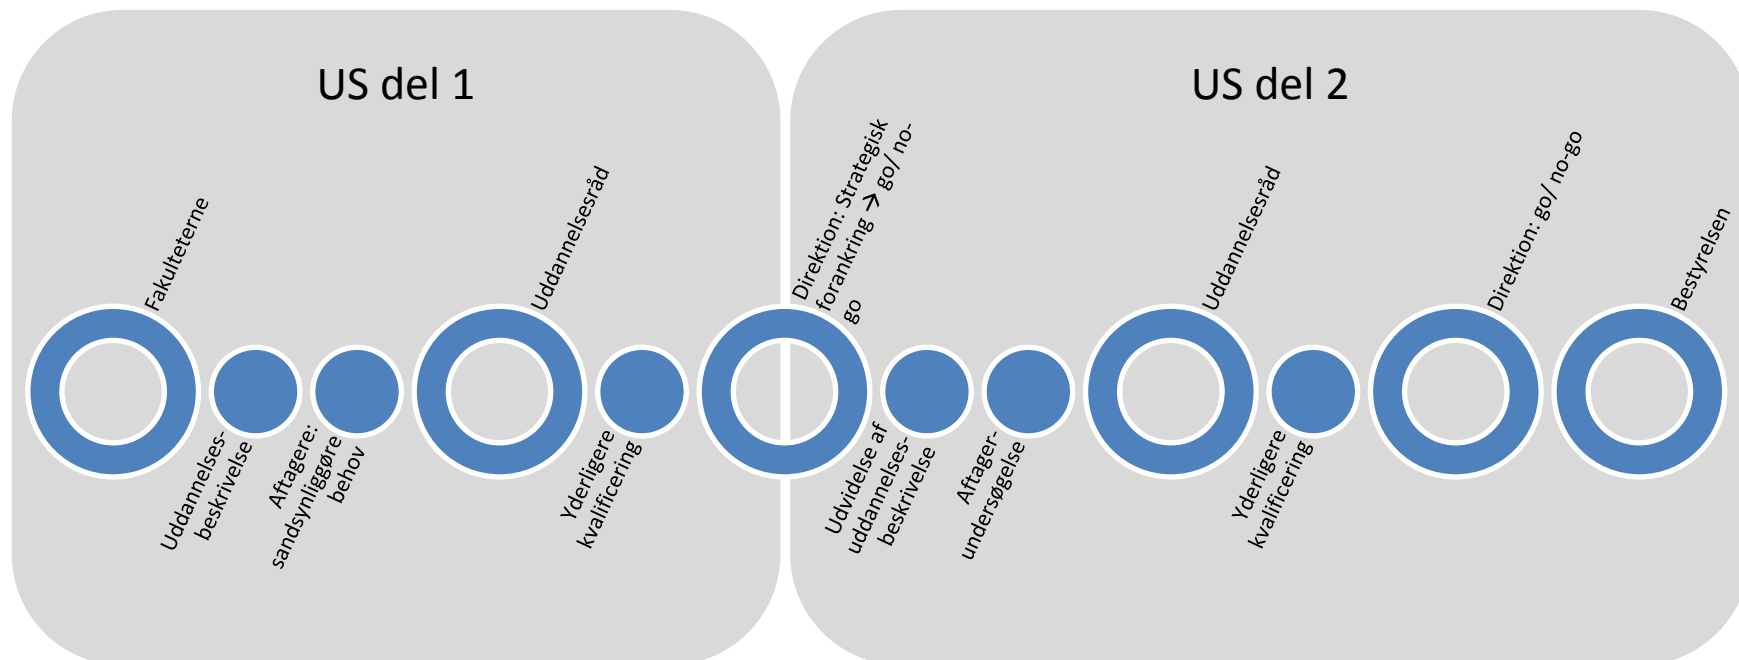 US del 1
US del 2
Fakulteterne
Uddannelses-
beskrivelse
Aftagere:
sandsynliggøre
behov
Uddannelsesråd
Yderligere
kvalificering
Direktion: Strategisk
forankring → go/ no-
go
Udvidelse af
uddannelses-
beskrivelse
Aftager-
undersøgelse
Uddannelsesråd
Yderligere
kvalificering
Direktion: go/ no-go
Bestyrelsen